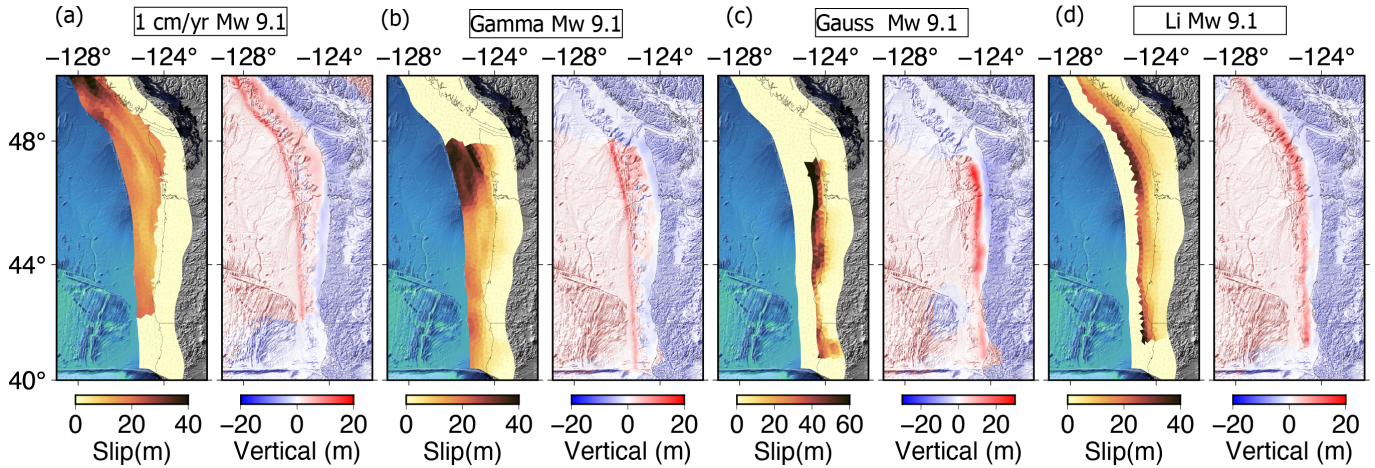 (a) 1 cm/yr Mw 9.1 (b) Gamma Mw 9.1 (c) Gauss Mw 9.1 (d) Li Mw 9.1
−128° −124° −128° −124° −128° −124° −128° −124° −128° −124° −128° −124° −128° −124° −128° −124°
48°
44°
40°
0 20 40 −20 0 20 0 20 40 −20 0 20 0 20 40 60 −20 0 20 0 20 40 −20 0 20
Slip(m) Vertical (m) Slip(m) Vertical (m) Slip(m) Vertical (m) Slip(m) Vertical (m)